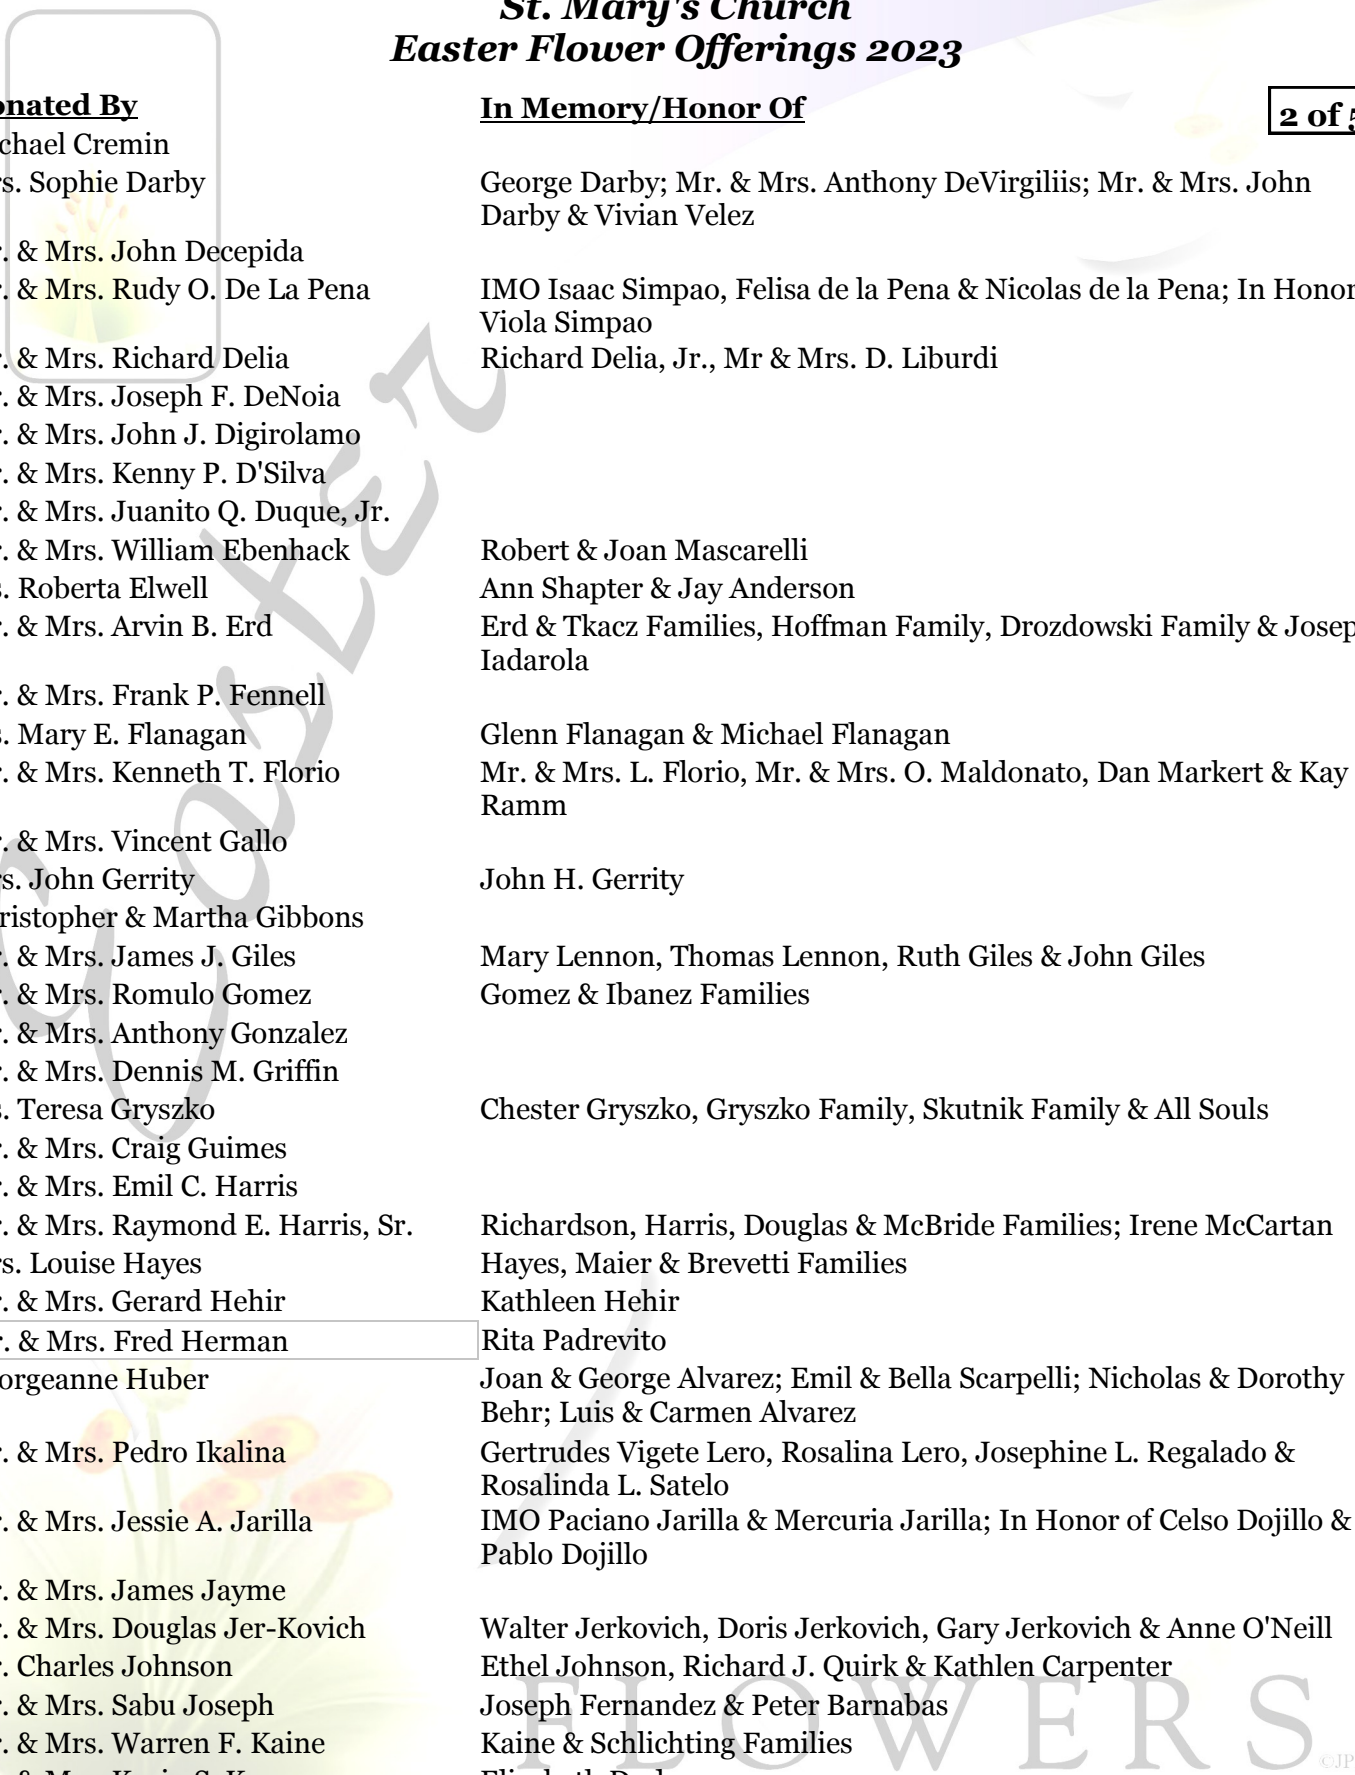 St. Mary's Church
Easter Flower Offerings 2023
onated By In Memory/Honor Of 2 of 5
chael Cremin
s. Sophie Darby George Darby; Mr. & Mrs. Anthony DeVirgiliis; Mr. & Mrs. John
Darby & Vivian Velez
r. & Mrs. John Decepida
r. & Mrs. Rudy O. De La Pena IMO Isaac Simpao, Felisa de la Pena & Nicolas de la Pena; In Honor
Viola Simpao
r. & Mrs. Richard Delia Richard Delia, Jr., Mr & Mrs. D. Liburdi
r. & Mrs. Joseph F. DeNoia
r. & Mrs. John J. Digirolamo
r. & Mrs. Kenny P. D'Silva
r. & Mrs. Juanito Q. Duque, Jr.
r. & Mrs. William Ebenhack Robert & Joan Mascarelli
s. Roberta Elwell Ann Shapter & Jay Anderson
r. & Mrs. Arvin B. Erd Erd & Tkacz Families, Hoffman Family, Drozdowski Family & Josep
Iadarola
r. & Mrs. Frank P. Fennell
s. Mary E. Flanagan Glenn Flanagan & Michael Flanagan
r. & Mrs. Kenneth T. Florio Mr. & Mrs. L. Florio, Mr. & Mrs. O. Maldonato, Dan Markert & Kay
Ramm
r. & Mrs. Vincent Gallo
rs. John Gerrity John H. Gerrity
ristopher & Martha Gibbons
r. & Mrs. James J. Giles Mary Lennon, Thomas Lennon, Ruth Giles & John Giles
r. & Mrs. Romulo Gomez Gomez & Ibanez Families
r. & Mrs. Anthony Gonzalez
r. & Mrs. Dennis M. Griffin
s. Teresa Gryszko Chester Gryszko, Gryszko Family, Skutnik Family & All Souls
r. & Mrs. Craig Guimes
r. & Mrs. Emil C. Harris
r. & Mrs. Raymond E. Harris, Sr. Richardson, Harris, Douglas & McBride Families; Irene McCartan
rs. Louise Hayes Hayes, Maier & Brevetti Families
r. & Mrs. Gerard Hehir Kathleen Hehir
r. & Mrs. Fred Herman Rita Padrevito
orgeanne Huber Joan & George Alvarez; Emil & Bella Scarpelli; Nicholas & Dorothy
Behr; Luis & Carmen Alvarez
r. & Mrs. Pedro Ikalina Gertrudes Vigete Lero, Rosalina Lero, Josephine L. Regalado &
Rosalinda L. Satelo
r. & Mrs. Jessie A. Jarilla IMO Paciano Jarilla & Mercuria Jarilla; In Honor of Celso Dojillo &
Pablo Dojillo
r. & Mrs. James Jayme
r. & Mrs. Douglas Jer-Kovich Walter Jerkovich, Doris Jerkovich, Gary Jerkovich & Anne O'Neill
r. Charles Johnson Ethel Johnson, Richard J. Quirk & Kathlen Carpenter
r. & Mrs. Sabu Joseph Joseph Fernandez & Peter Barnabas
r. & Mrs. Warren F. Kaine Kaine & Schlichting Families
Easter
FLOWERS
©JP